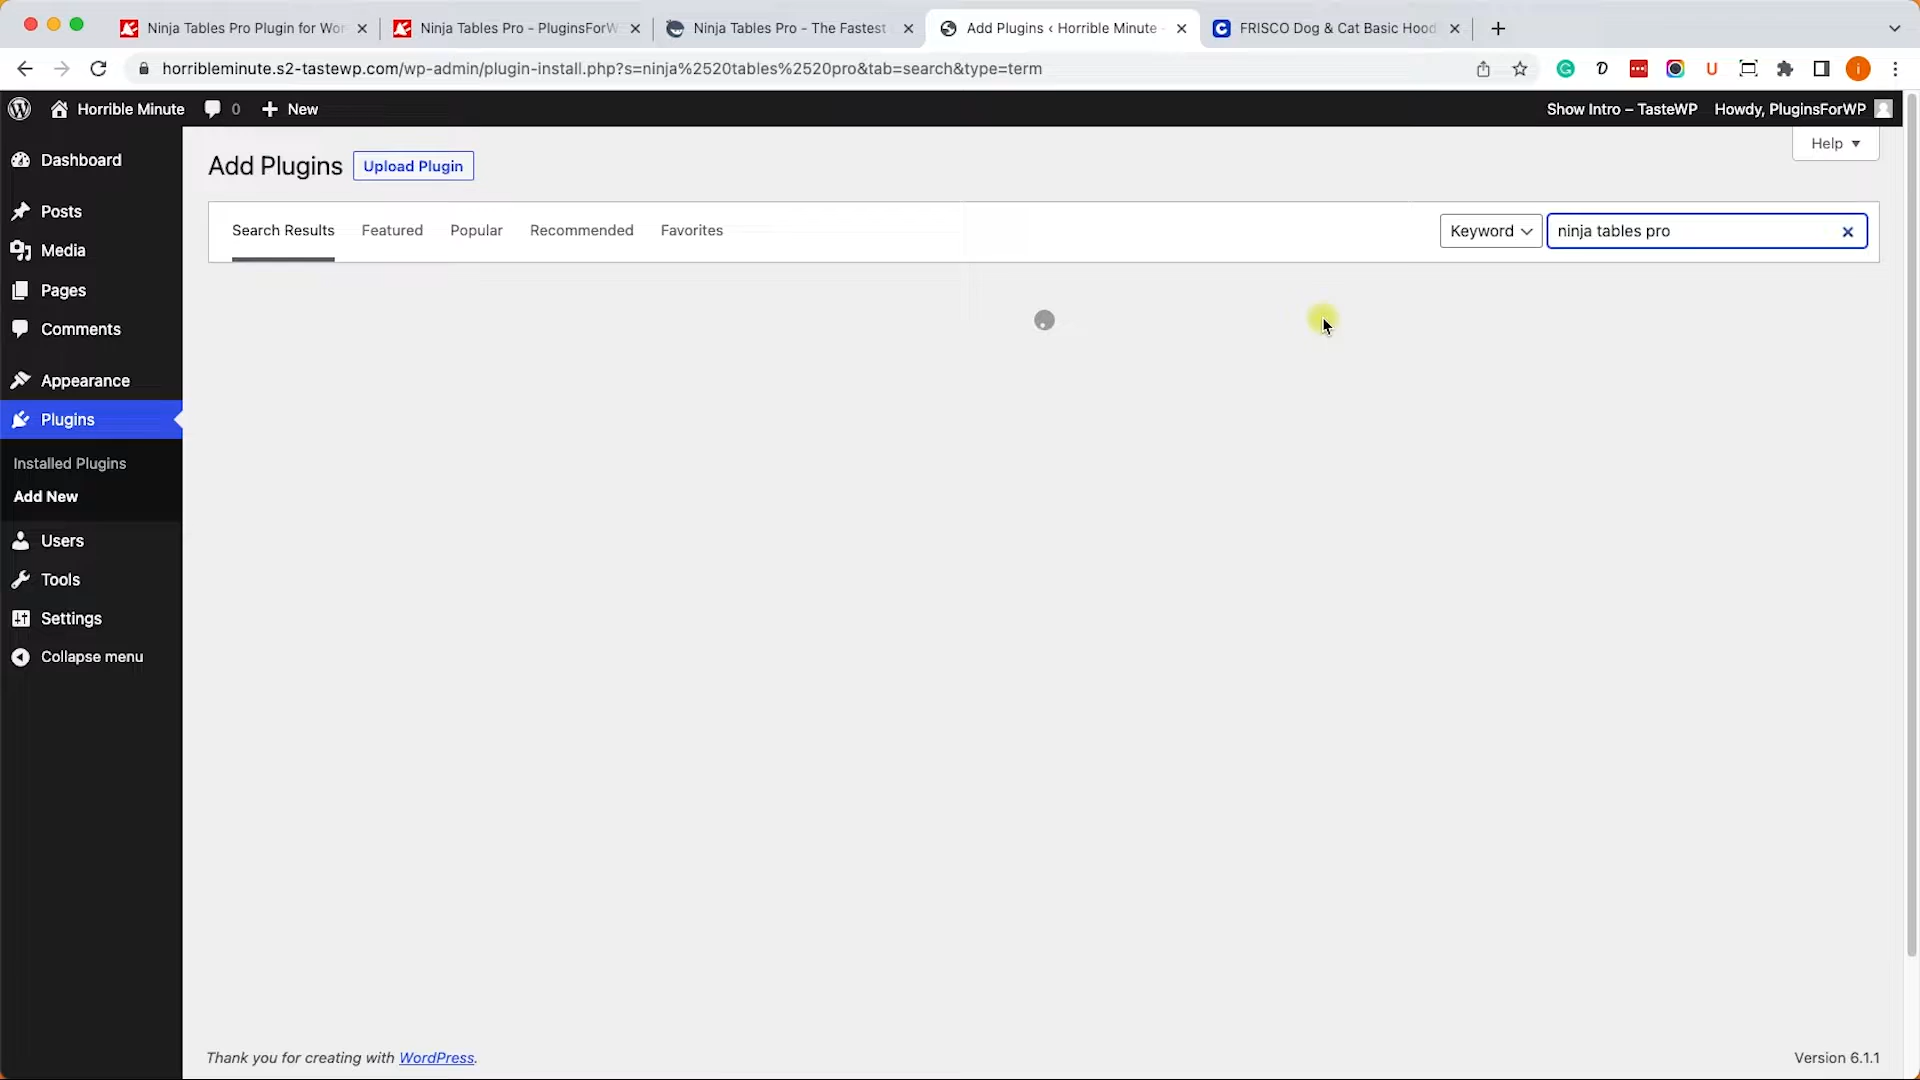 Ninja Tables Pro Plugin for Wor
Ninja Tables Pro - PluginsForW
Ninja Tables Pro - The Fastest
Add Plugins ‹ Horrible Minute -
FRISCO Dog & Cat Basic Hood
horribleminute.s2-tastewp.com/wp-admin/plugin-install.php?s=ninja%2520tables%2520pro&tab=search&type=term
Horrible Minute
0
New
Show Intro – TasteWP
Howdy, PluginsForWP
Help
Dashboard
Posts
Media
Pages
Comments
Appearance
Plugins
Installed Plugins
Add New
Users
Tools
Settings
Collapse menu
Add Plugins
Upload Plugin
Search Results
Featured
Popular
Recommended
Favorites
Keyword
ninja tables pro
Thank you for creating with WordPress.
Version 6.1.1